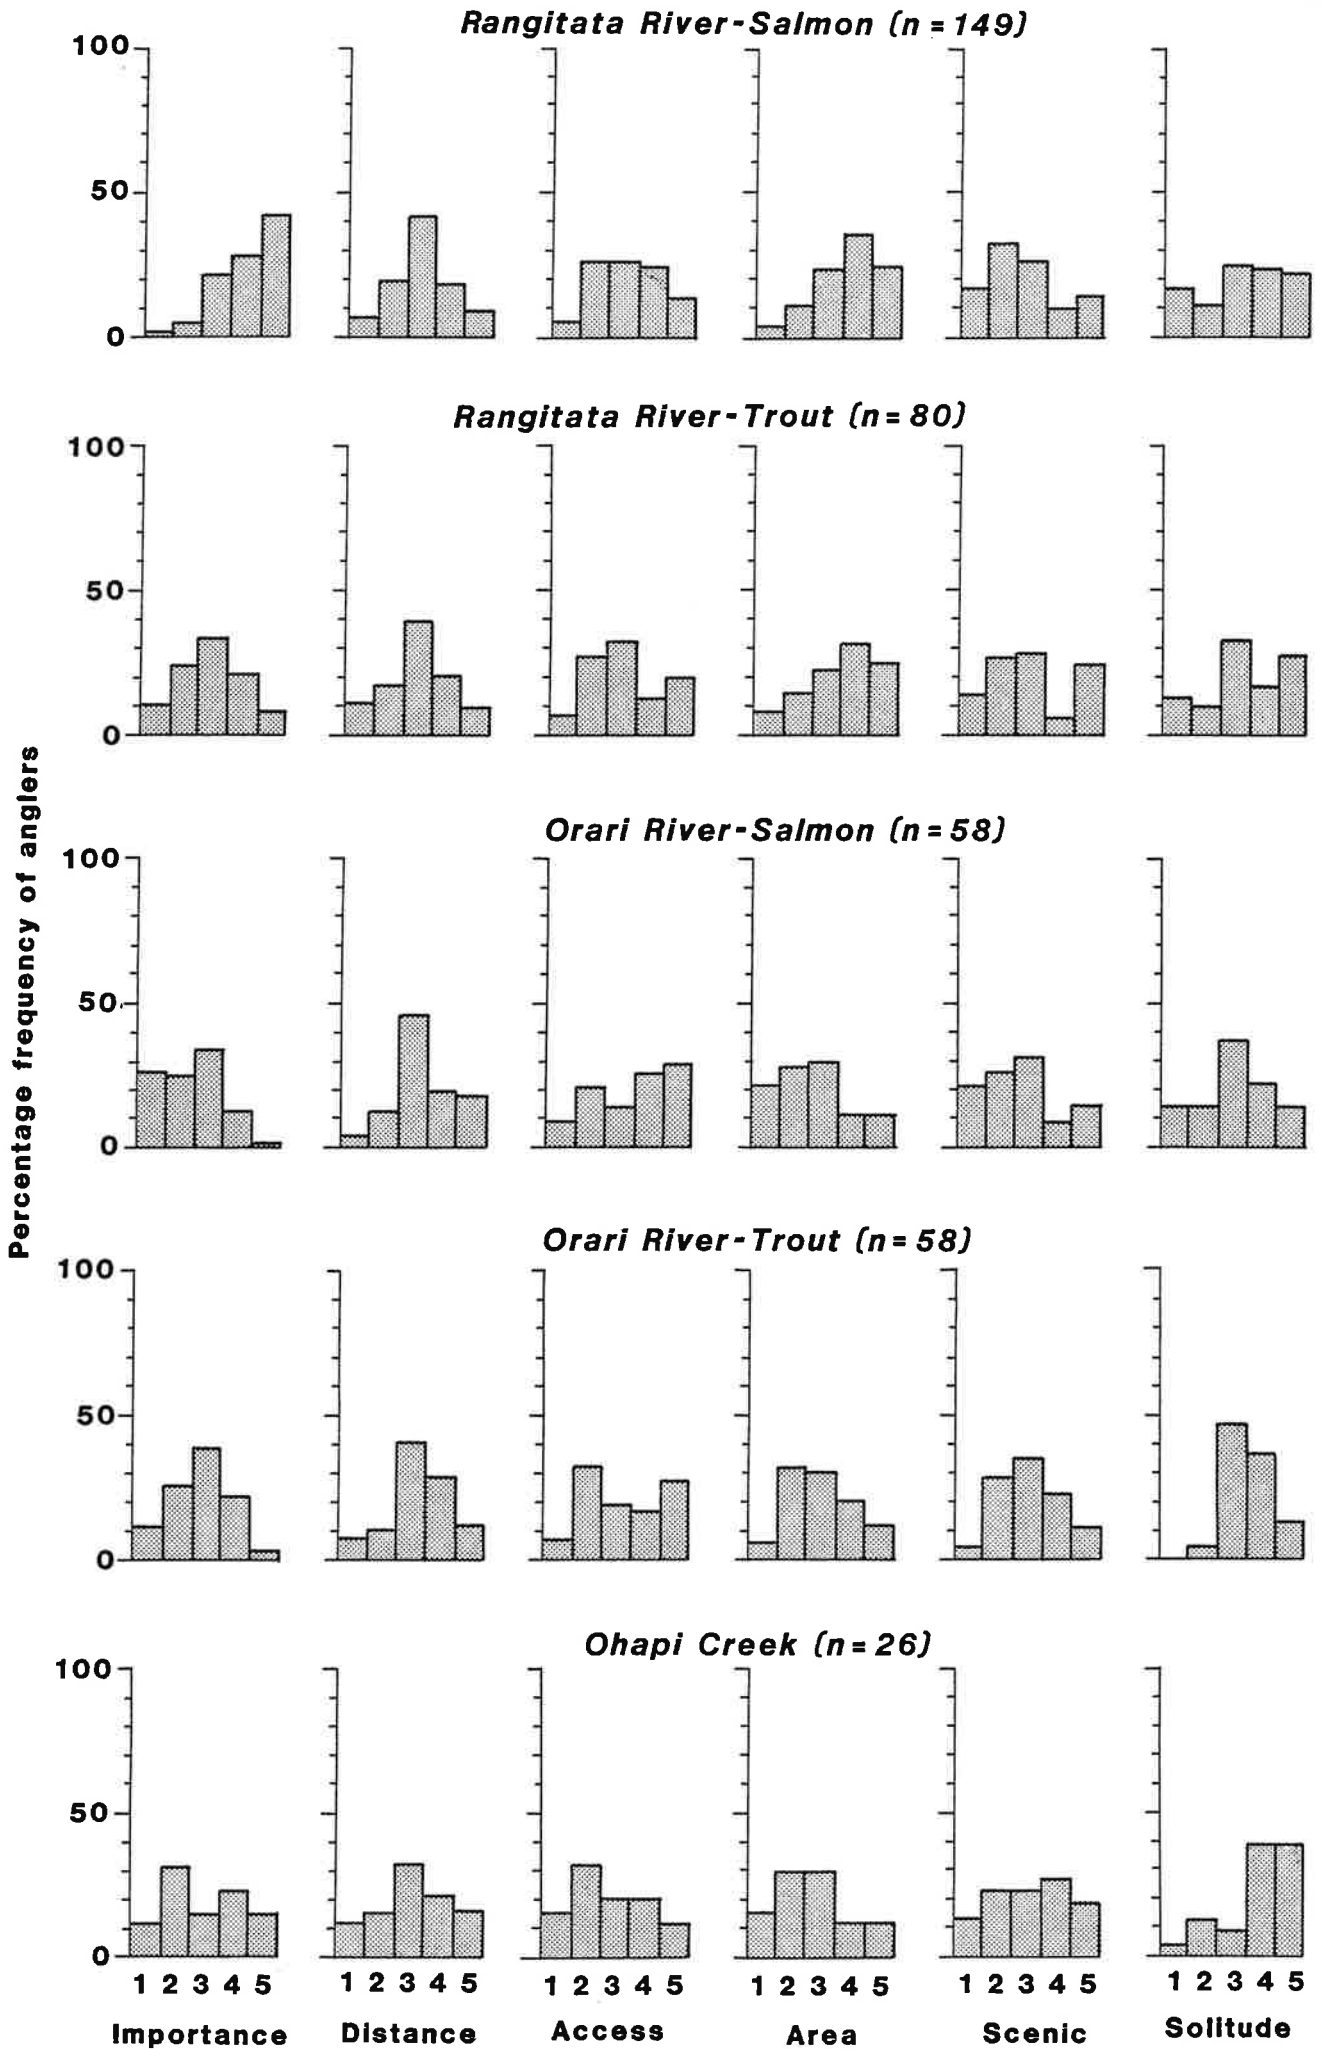 Rangitata River-Salmon (n = 149)
100
50
0
Rangitata River-Trout (n = 80)
100
50
0
Orari River-Salmon (n = 58)
100
50
0
Orari River-Trout (n = 58)
100
50
0
Ohapi Creek (n = 26)
100
50
0
Percentage frequency of anglers
1 2 3 4 5 1 2 3 4 5 1 2 3 4 5 1 2 3 4 5 1 2 3 4 5 1 2 3 4 5
Importance Distance Access Area Scenic Solitude